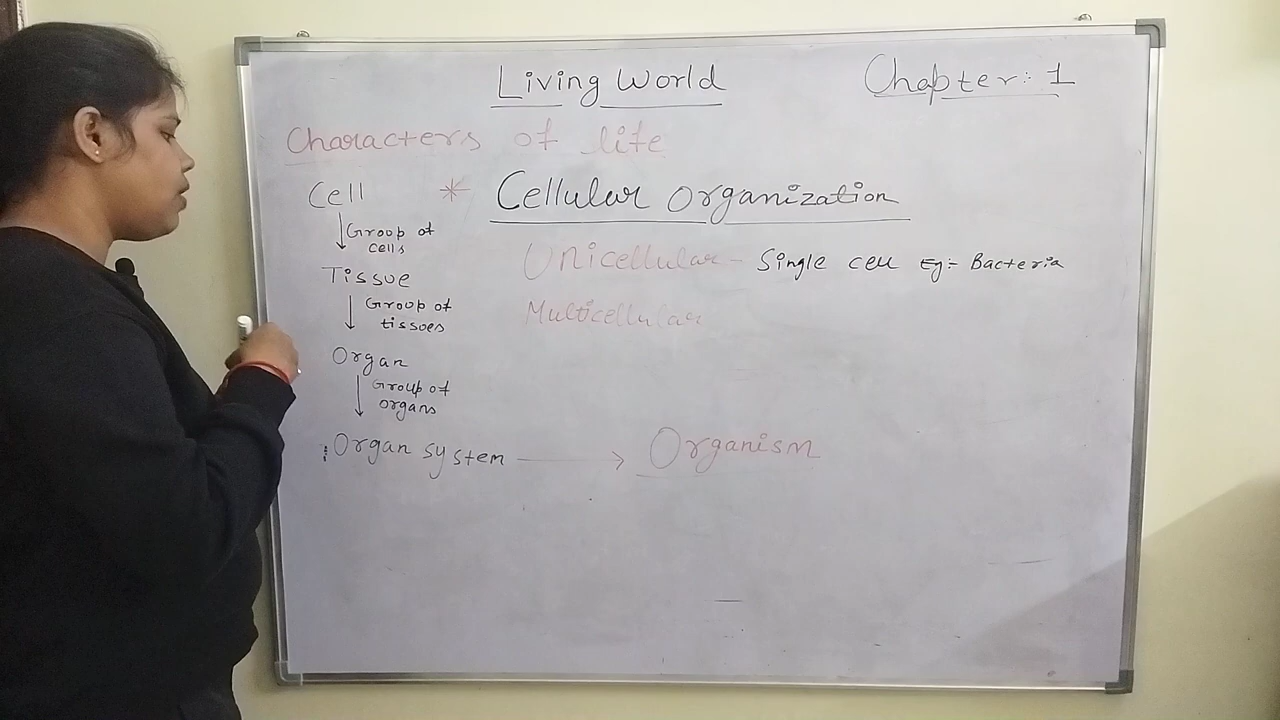 Living World
Chapter: 1
Characters of life
Cell
* Cellular Organization
Group of
cells
Unicellular - Single cell Eg:- Bacteria
Tissue
Group of
tissues
Multicellular
Organ
Group of
organs
Organ system
Organism